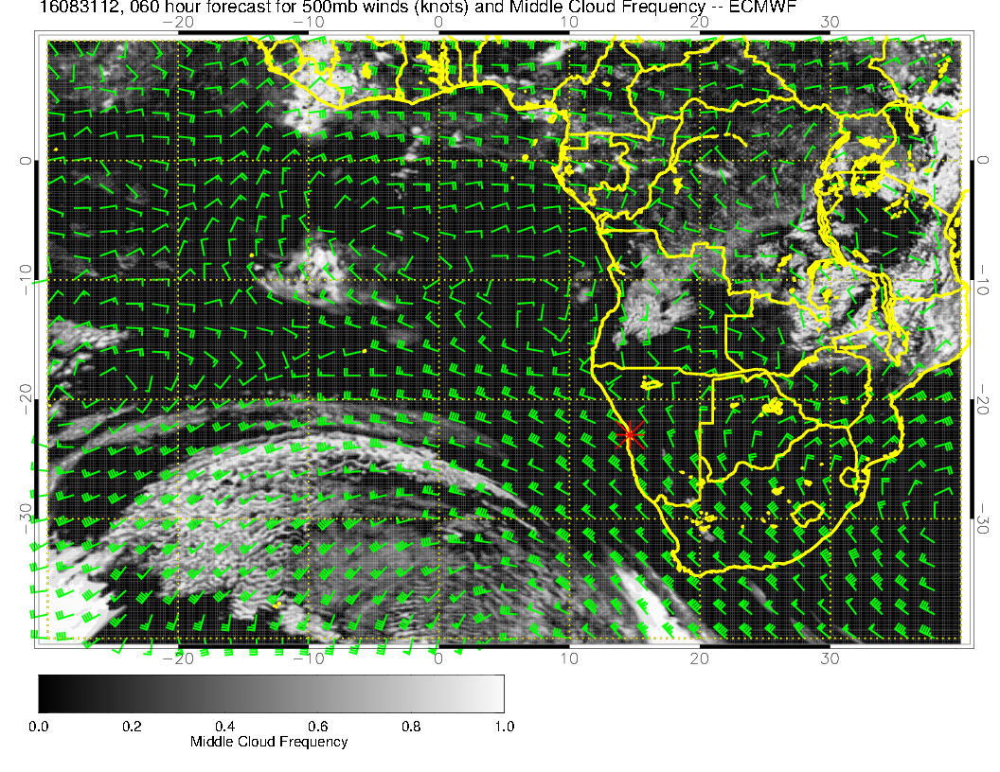 16083112, 060 hour forecast for 500mb winds (knots) and Middle Cloud Frequency -- ECMWF
−20 −10 0 10 20 30
0 0
−10 −10
−20 −20
−30 −30
−20 −10 0 10 20 30
0.0 0.2 0.4 0.6 0.8 1.0
Middle Cloud Frequency